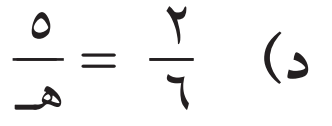 د) ٢/٦ = ٥/هـ